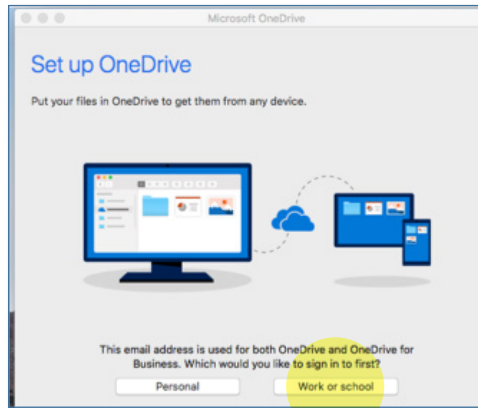 Microsoft OneDrive
Set up OneDrive
Put your files in OneDrive to get them from any device.
This email address is used for both OneDrive and OneDrive for
Business. Which would you like to sign in to first?
Personal
Work or school